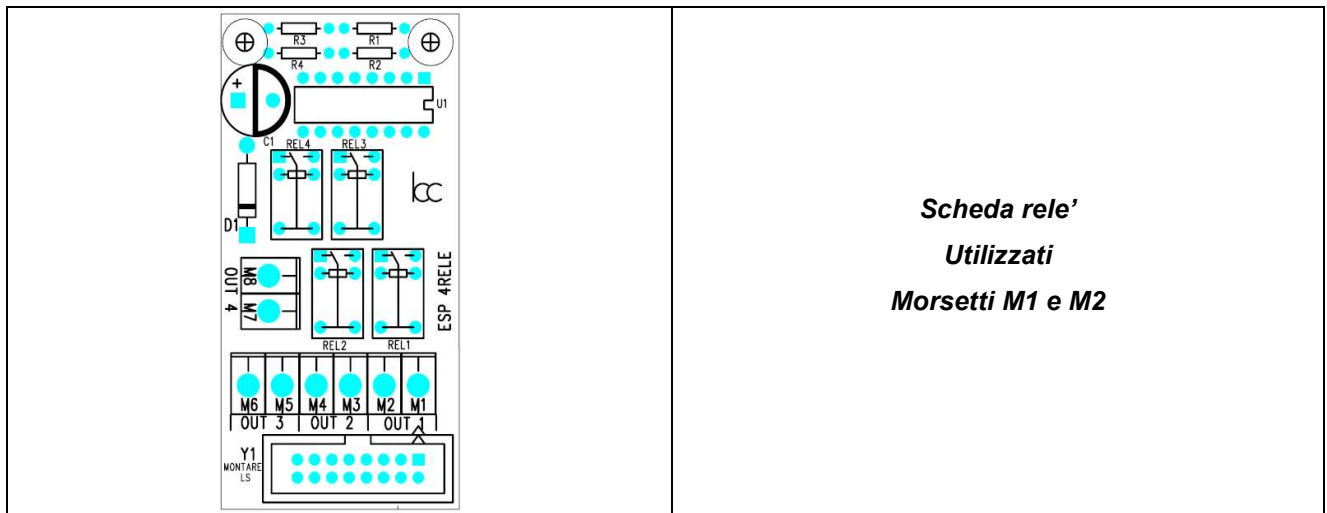 R3 R1
R4 R2
+
U1
C1
REL4 REL3
lcc
D1
M8
M7
OUT 4
ESP 4RELE
REL2 REL1
M6 M5 M4 M3 M2 M1
OUT 3 OUT 2 OUT 1
Y1
MONTARE
LS
Scheda rele’
Utilizzati
Morsetti M1 e M2